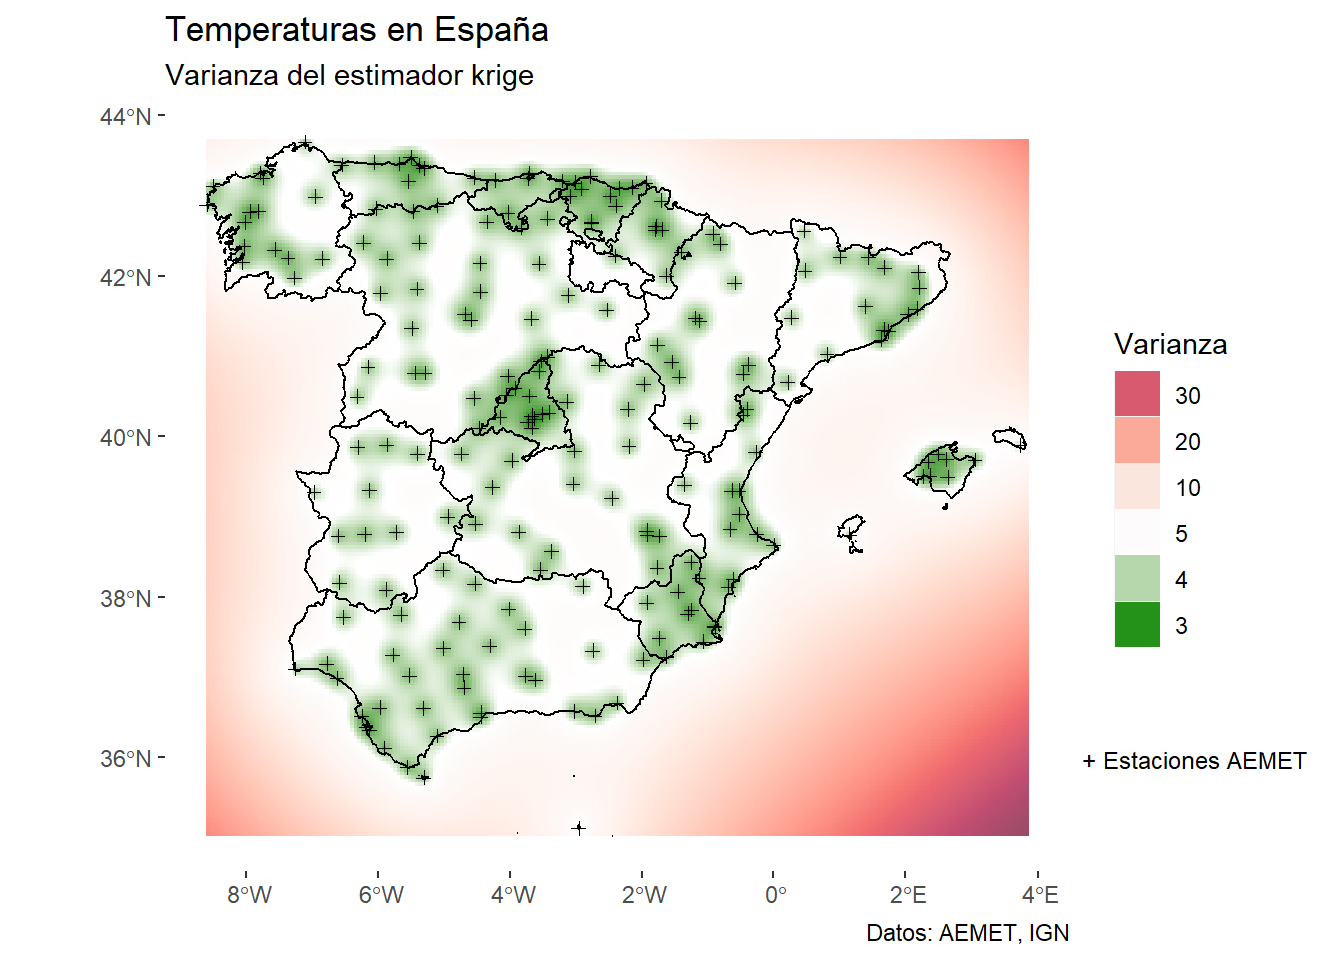 Temperaturas en España
Varianza del estimador krige
44°N
42°N
40°N
38°N
36°N
8°W
6°W
4°W
2°W
0°
2°E
4°E
Varianza
30
20
10
5
4
3
+ Estaciones AEMET
Datos: AEMET, IGN